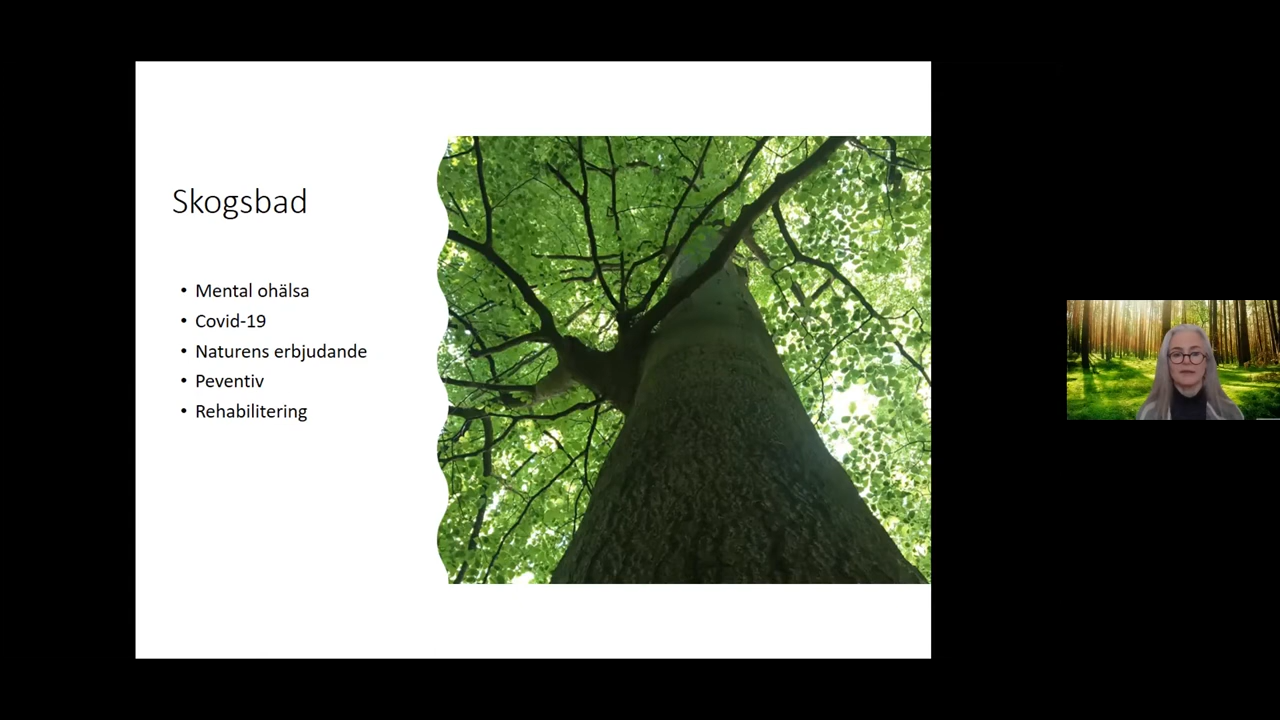 Skogsbad
• Mental ohälsa
• Covid-19
• Naturens erbjudande
• Peventiv
• Rehabilitering